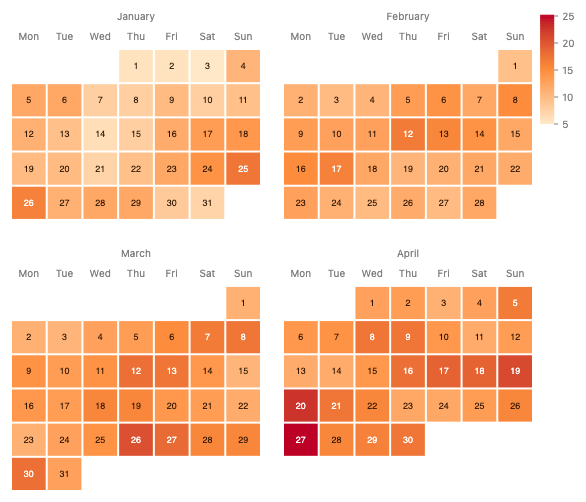 January
Mon Tue Wed Thu Fri Sat Sun
1 2 3 4
5 6 7 8 9 10 11
12 13 14 15 16 17 18
19 20 21 22 23 24 25
26 27 28 29 30 31
February
Mon Tue Wed Thu Fri Sat Sun
1
2 3 4 5 6 7 8
9 10 11 12 13 14 15
16 17 18 19 20 21 22
23 24 25 26 27 28
25
20
15
10
5
March
Mon Tue Wed Thu Fri Sat Sun
1
2 3 4 5 6 7 8
9 10 11 12 13 14 15
16 17 18 19 20 21 22
23 24 25 26 27 28 29
30 31
April
Mon Tue Wed Thu Fri Sat Sun
1 2 3 4 5
6 7 8 9 10 11 12
13 14 15 16 17 18 19
20 21 22 23 24 25 26
27 28 29 30